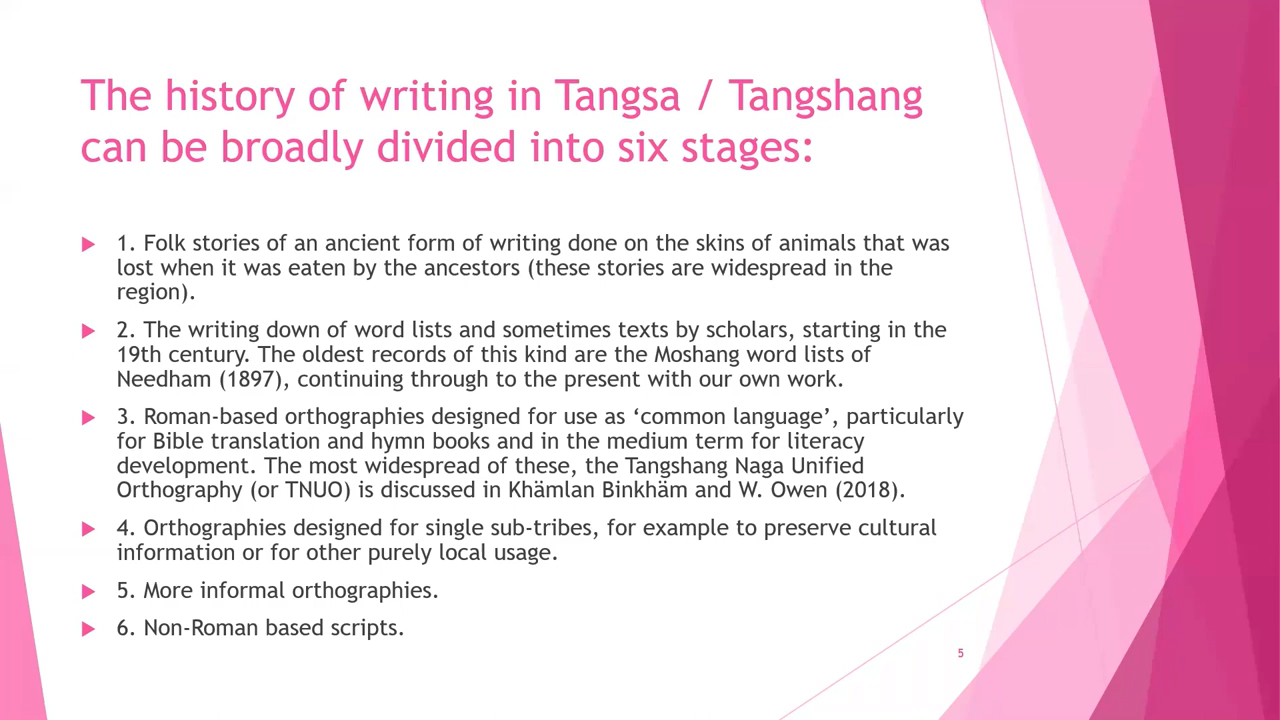 The history of writing in Tangsa / Tangshang
can be broadly divided into six stages:
1. Folk stories of an ancient form of writing done on the skins of animals that was
lost when it was eaten by the ancestors (these stories are widespread in the
region).
2. The writing down of word lists and sometimes texts by scholars, starting in the
19th century. The oldest records of this kind are the Moshang word lists of
Needham (1897), continuing through to the present with our own work.
3. Roman-based orthographies designed for use as ‘common language’, particularly
for Bible translation and hymn books and in the medium term for literacy
development. The most widespread of these, the Tangshang Naga Unified
Orthography (or TNUO) is discussed in Khämlan Binkhäm and W. Owen (2018).
4. Orthographies designed for single sub-tribes, for example to preserve cultural
information or for other purely local usage.
5. More informal orthographies.
6. Non-Roman based scripts.
5